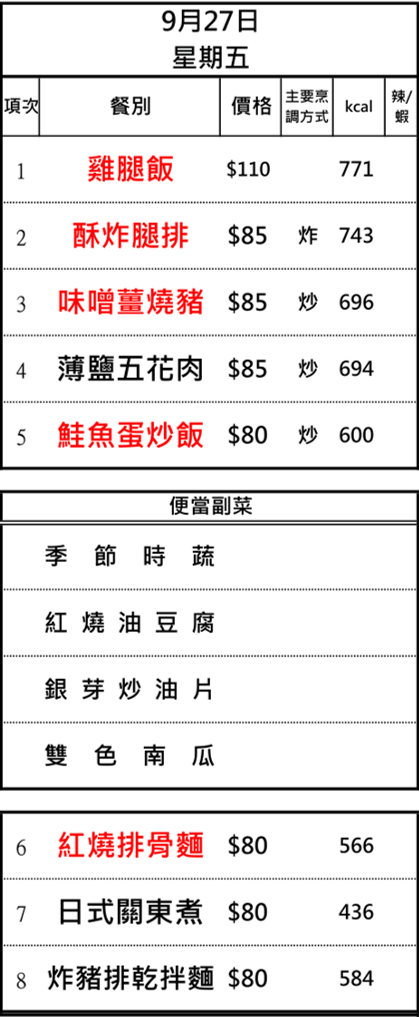 9月27日
星期五
項次 餐別 價格 主要烹調方式 kcal 辣/蝦
1 雞腿飯 $110 771
2 酥炸腿排 $85 炸 743
3 味噌薑燒豬 $85 炒 696
4 薄鹽五花肉 $85 炒 694
5 鮭魚蛋炒飯 $80 炒 600
便當副菜
季節時蔬
紅燒油豆腐
銀芽炒油片
雙色南瓜
6 紅燒排骨麵 $80 566
7 日式關東煮 $80 436
8 炸豬排乾拌麵 $80 584